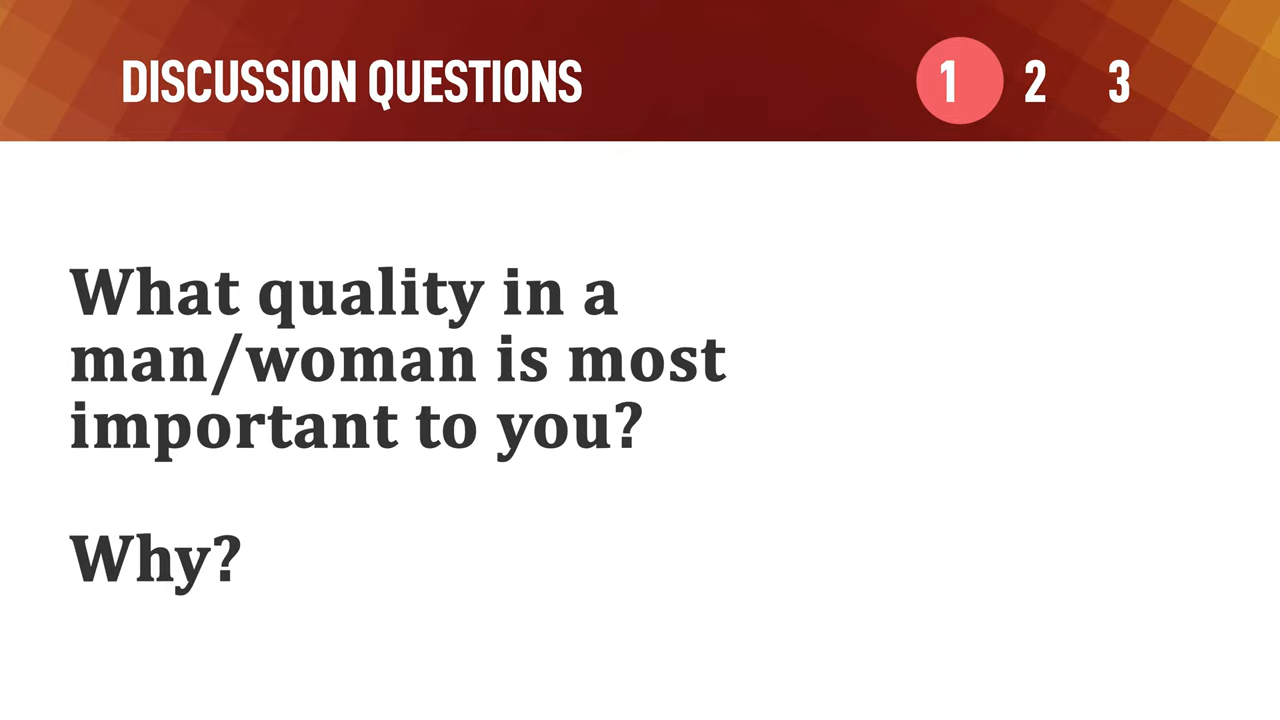 DISCUSSION QUESTIONS 1 2 3
What quality in a
man/woman is most
important to you?
Why?